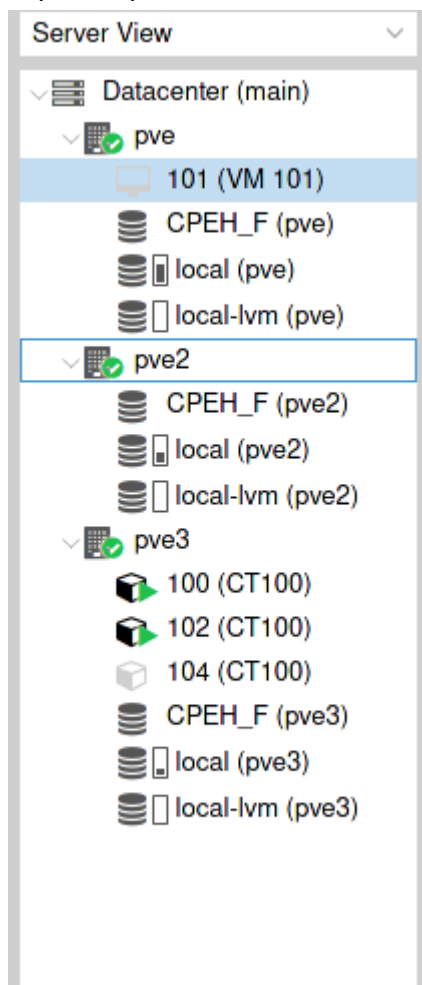 Server View
Datacenter (main)
pve
101 (VM 101)
CPEH_F (pve)
local (pve)
local-lvm (pve)
pve2
CPEH_F (pve2)
local (pve2)
local-lvm (pve2)
pve3
100 (CT100)
102 (CT100)
104 (CT100)
CPEH_F (pve3)
local (pve3)
local-lvm (pve3)